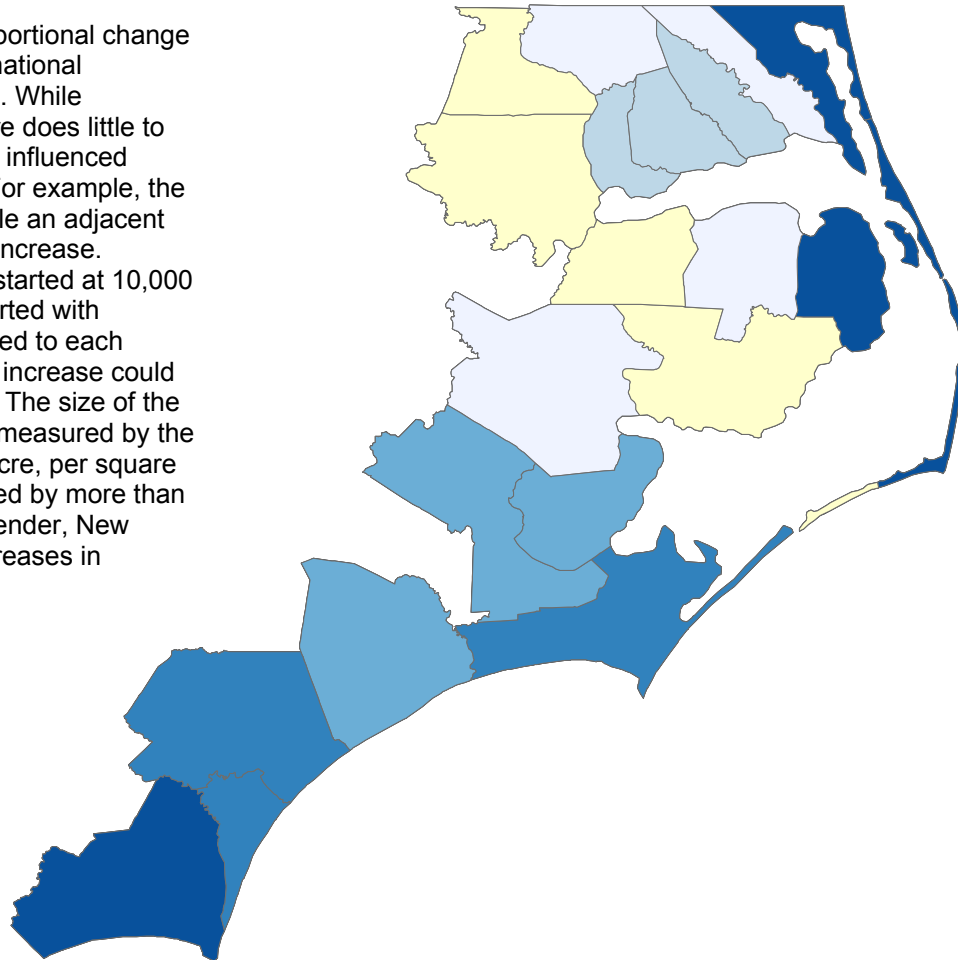 portional change
national
. While
re does little to
influenced
or example, the
le an adjacent
ncrease.
started at 10,000
rted with
ed to each
increase could
The size of the
measured by the
cre, per square
ed by more than
ender, New
reases in